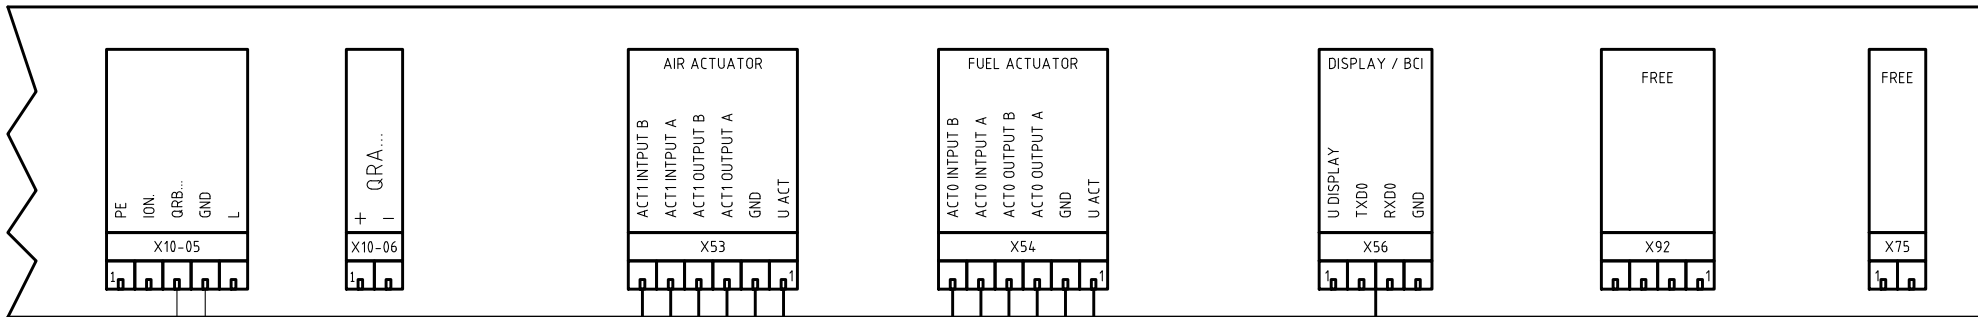 PE
ION.
QRB...
GND
L
X10-05
1
+
QRA...
-
X10-06
1
AIR ACTUATOR
ACT1 INTPUT B
ACT1 INTPUT A
ACT1 OUTPUT B
ACT1 OUTPUT A
GND
U ACT
X53
1
FUEL ACTUATOR
ACT0 INTPUT B
ACT0 INTPUT A
ACT0 OUTPUT B
ACT0 OUTPUT A
GND
U ACT
X54
1
DISPLAY / BCI
U DISPLAY
TXD0
RXD0
GND
X56
1
FREE
X92
1
FREE
X75
1